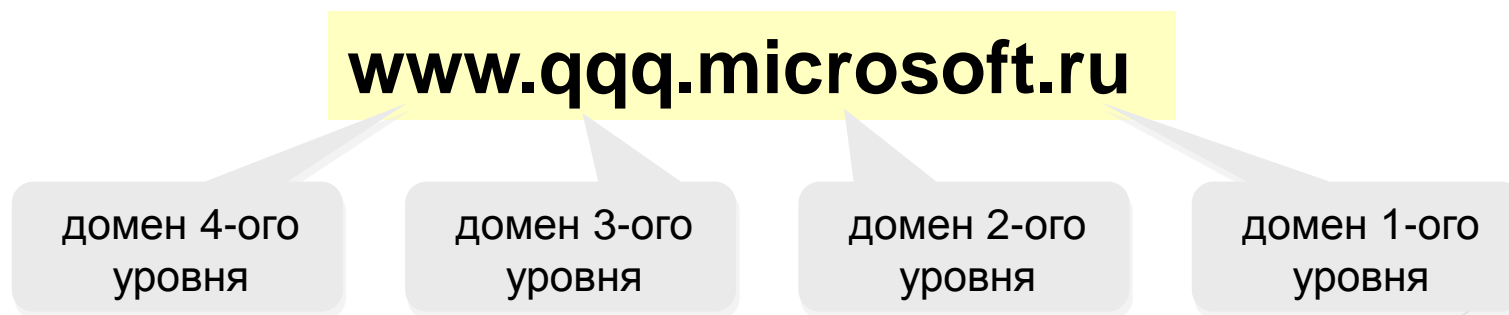 www.qqq.microsoft.ru
домен 4-ого
уровня
домен 3-ого
уровня
домен 2-ого
уровня
домен 1-ого
уровня